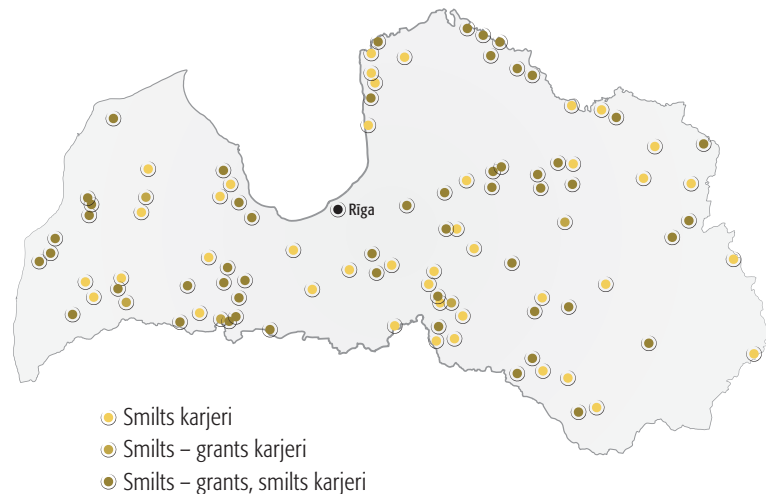 Rīga
Smilts karjeri
Smilts – grants karjeri
Smilts – grants, smilts karjeri